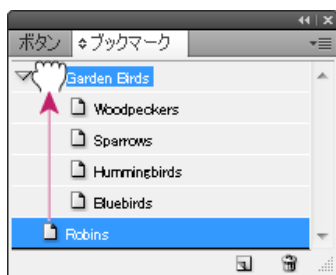 ボタン ブックマーク
Garden Birds
Woodpeckers
Sparrows
Hummingbirds
Bluebirds
Robins